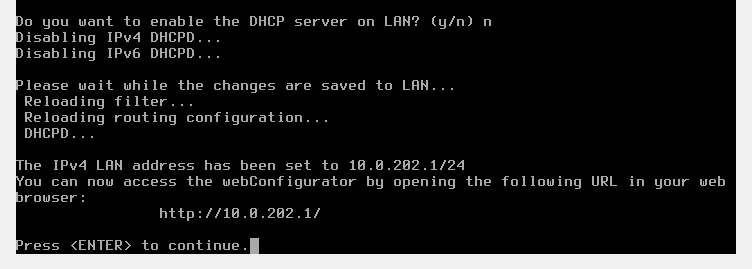 Do you want to enable the DHCP server on LAN? (y/n) n
Disabling IPv4 DHCPD...
Disabling IPv6 DHCPD...
Please wait while the changes are saved to LAN...
Reloading filter...
Reloading routing configuration...
DHCPD...
The IPv4 LAN address has been set to 10.0.202.1/24
You can now access the webConfigurator by opening the following URL in your web
browser:
http://10.0.202.1/
Press <ENTER> to continue.